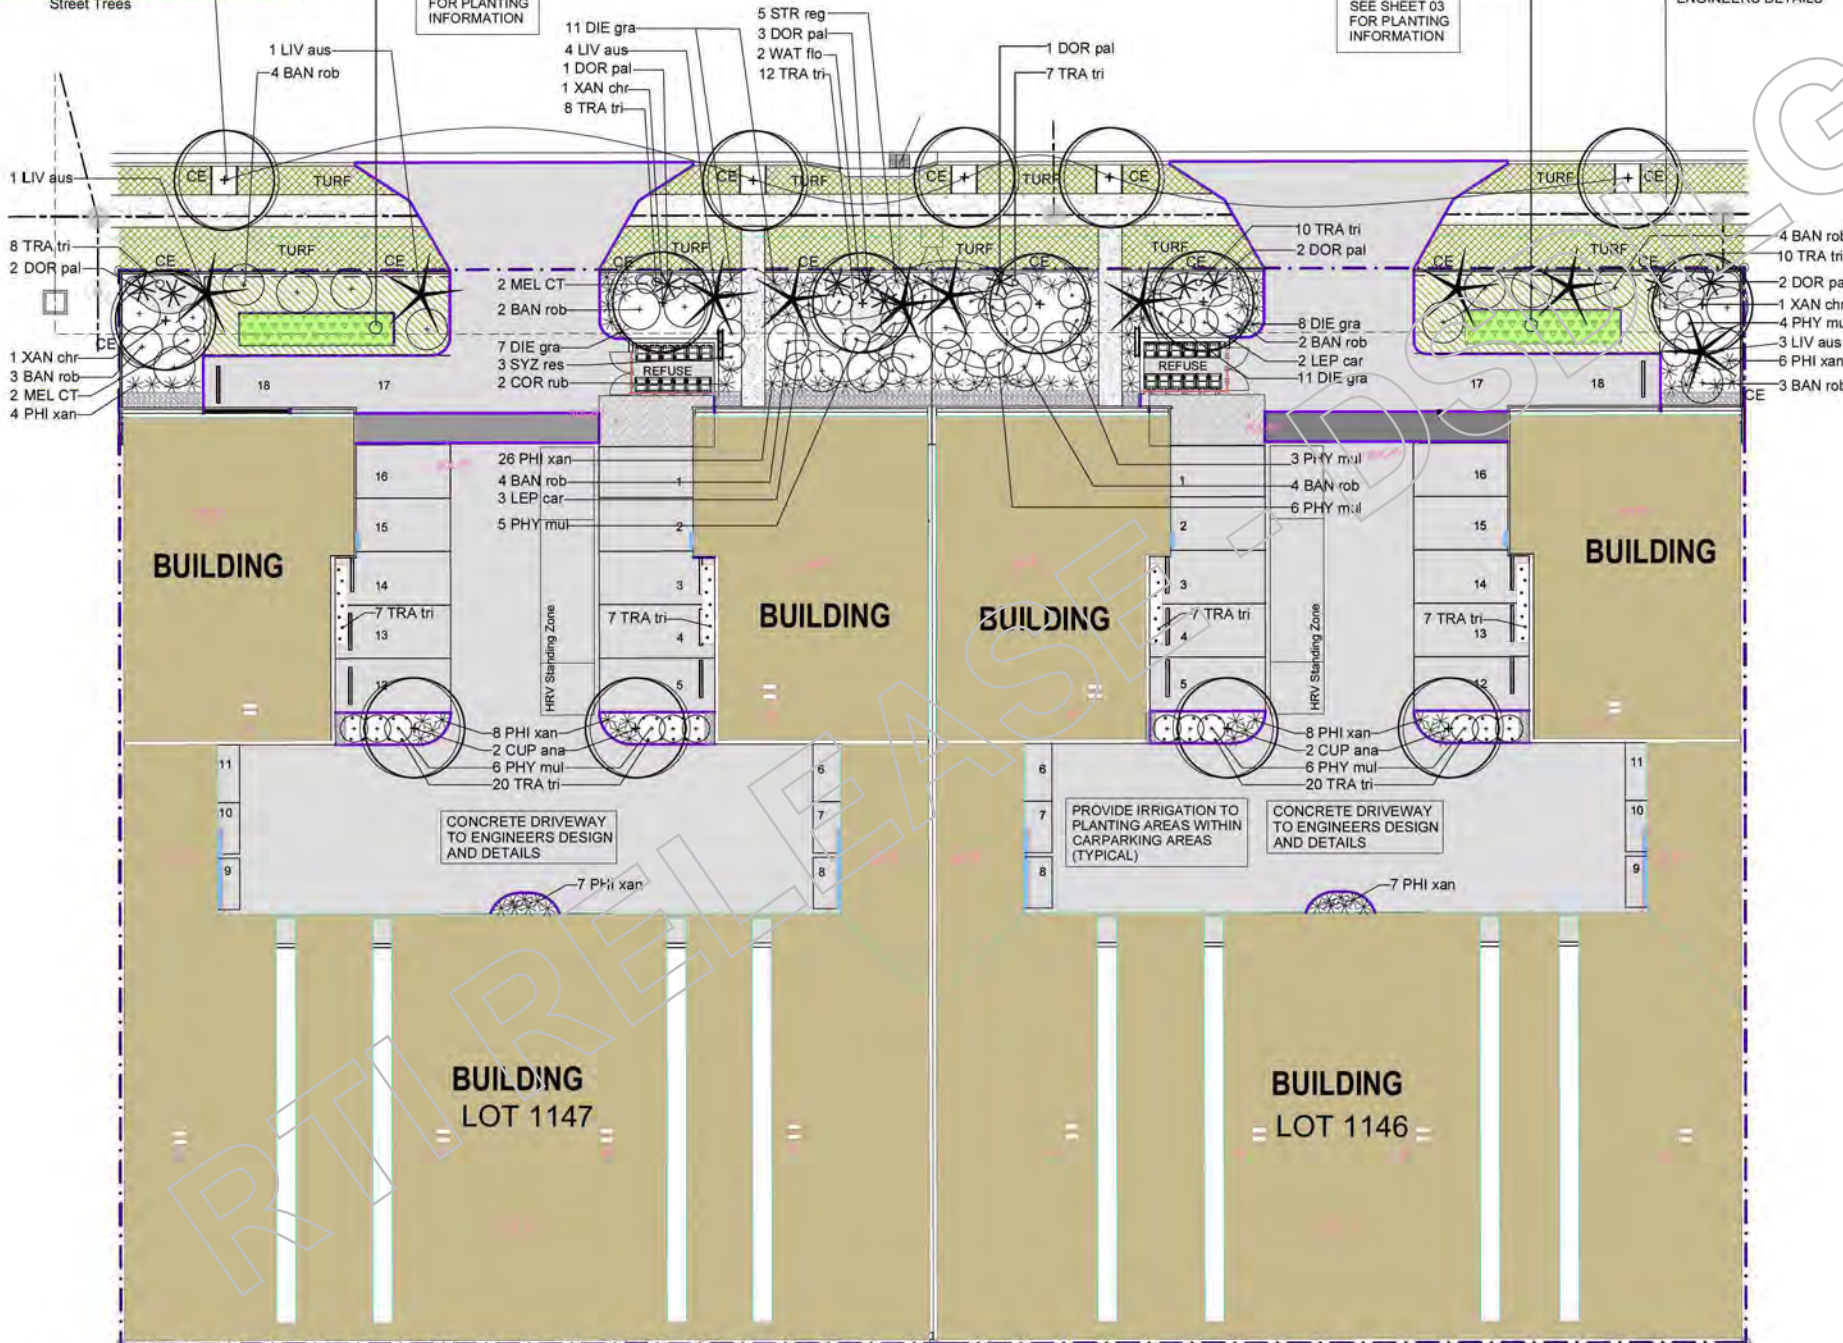 Street Trees
FOR PLANTING
INFORMATION
SEE SHEET 03
FOR PLANTING
INFORMATION
ENGINEERS DETAILS
1 LIV aus
4 BAN rob
11 DIE gra
4 LIV aus
1 DOR pal
1 XAN chr
8 TRA tri
5 STR reg
3 DOR pal
2 WAT flo
12 TRA tri
1 DOR pal
7 TRA tri
1 LIV aus
CE
TURF
CE
TURF
CE
TURF
CE
TURF
CE
8 TRA tri
2 DOR pal
CE
TURF
CE
CE
TURF
TURF
TURF
CE
10 TRA tri
2 DOR pal
CE
TURF
CE
4 BAN rob
10 TRA tri
2 DOR pa
1 XAN chr
4 PHY mu
3 LIV aus
6 PHI xan
3 BAN rob
CE
2 MEL CT
2 BAN rob
7 DIE gra
3 SYZ res
2 COR rub
REFUSE
REFUSE
8 DIE gra
2 BAN rob
2 LEP car
11 DIE gra
CE
1 XAN chr
3 BAN rob
2 MEL CT
4 PHI xan
18
17
17
18
26 PHI xan
4 BAN rob
3 LEP car
5 PHY mul
3 PHY mul
4 BAN rob
6 PHY mul
16
15
14
13
12
1
2
3
4
5
1
2
3
4
5
16
15
14
13
12
BUILDING
BUILDING
BUILDING
BUILDING
7 TRA tri
7 TRA tri
7 TRA tri
7 TRA tri
HRV Standing Zone
HRV Standing Zone
8 PHI xan
2 CUP ana
6 PHY mul
20 TRA tri
8 PHI xan
2 CUP ana
6 PHY mul
20 TRA tri
11
10
9
6
7
8
6
7
8
11
10
9
CONCRETE DRIVEWAY
TO ENGINEERS DESIGN
AND DETAILS
PROVIDE IRRIGATION TO
PLANTING AREAS WITHIN
CARPARKING AREAS
(TYPICAL)
CONCRETE DRIVEWAY
TO ENGINEERS DESIGN
AND DETAILS
7 PHI xan
7 PHI xan
BUILDING
LOT 1147
BUILDING
LOT 1146
RTI RELEASE - DSDILG